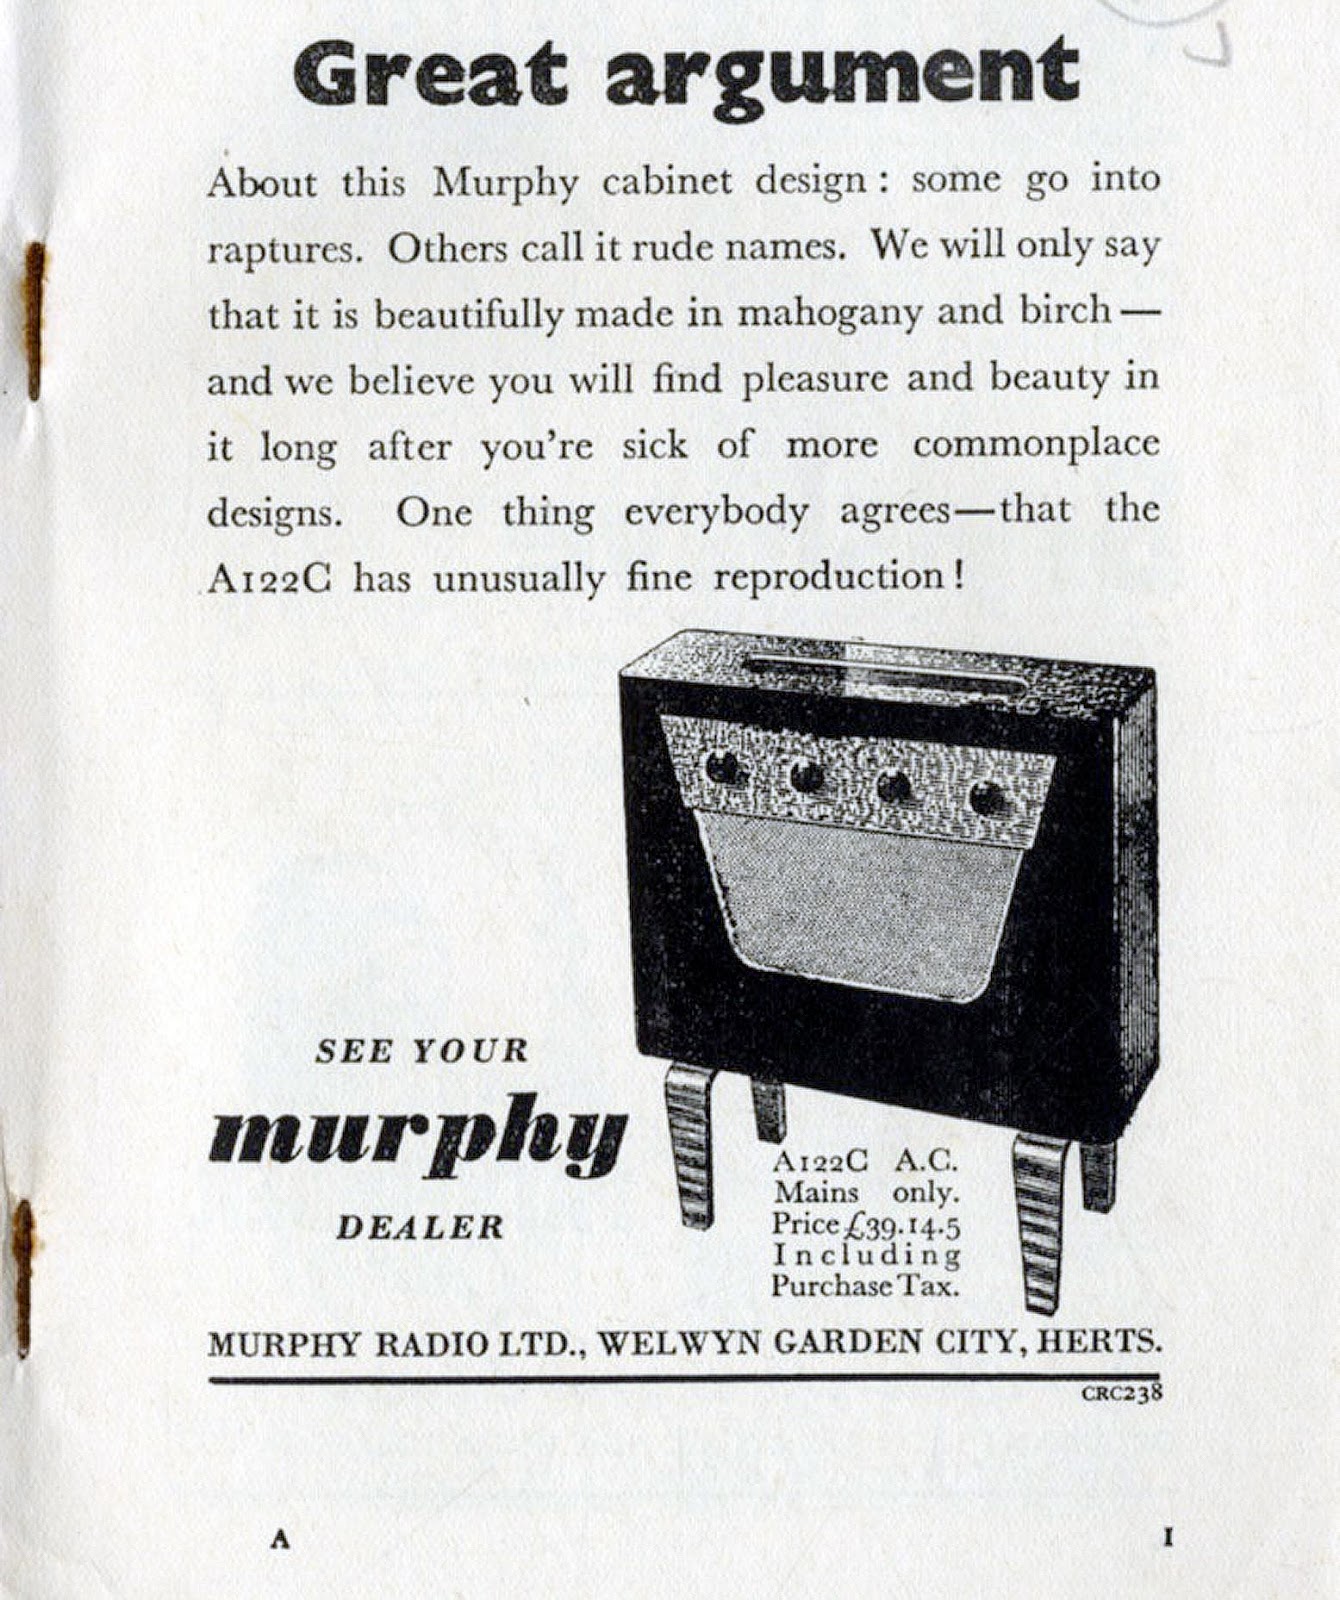 Great argument
About this Murphy cabinet design : some go into
raptures. Others call it rude names. We will only say
that it is beautifully made in mahogany and birch —
and we believe you will find pleasure and beauty in
it long after you're sick of more commonplace
designs. One thing everybody agrees—that the
A122C has unusually fine reproduction !
SEE YOUR
murphy
DEALER
A122C A.C.
Mains only.
Price £39.14.5
Including
Purchase Tax.
MURPHY RADIO LTD., WELWYN GARDEN CITY, HERTS.
CRC238
A 1